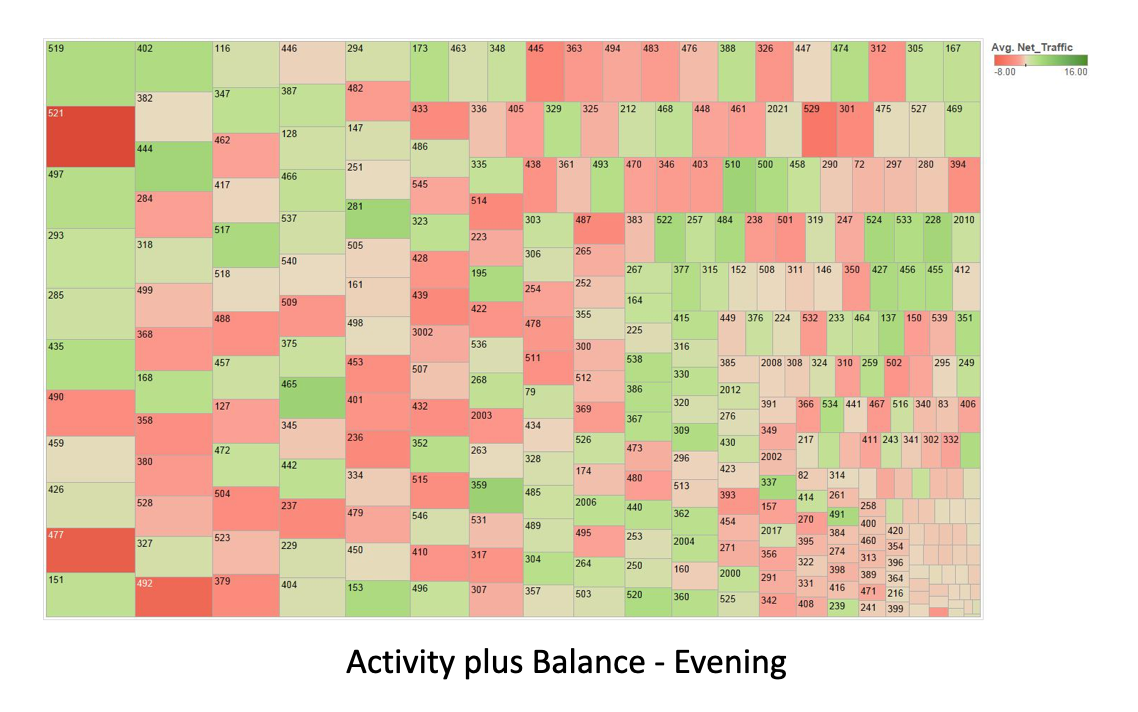 519 402 116 446 294 173 463 348 445 363 494 483 476 388 326 447 474 312 305 167
Avg. Net_Traffic
-8.00 16.00
382 347 387 482
521 433 336 405 329 325 212 468 448 461 2021 529 301 475 527 469
444 462 128 147 486
497 284 417 466 251 545 335 438 361 493 470 346 403 510 500 458 290 72 297 280 394
514
293 318 517 537 281 323 223 303 487 383 522 257 484 238 501 319 247 524 533 228 2010
518 540 505 428 195 306 265
285 499 509 161 439 422 254 252 267 377 315 152 508 311 146 350 427 456 455 412
164
435 368 488 375 498 3002 536 478 355 225 415 449 376 224 532 233 464 137 150 539 351
316
168 457 465 453 507 268 511 300 538 330 385 2008 308 324 310 259 502 295 249
490 358 127 345 401 432 2003 79 512 386 320 2012 391 366 534 441 467 516 340 83 406
369 367 276
459 380 472 442 236 352 263 434 526 473 309 430 349 217 411 243 341 302 332
296 2002
426 528 504 237 334 515 359 328 174 480 513 423 337 82 314
485 2006 440 362 393 157 414 261 258
477 327 523 229 479 546 531 489 495 253 2004 454 2017 270 491 400 420
395 384 460 354
151 492 379 404 450 410 317 304 264 250 160 271 356 322 274 313 396
2000 291 331 398 389 364
153 496 307 357 503 520 360 525 342 408 416 471 216
239 241 399
Activity plus Balance - Evening